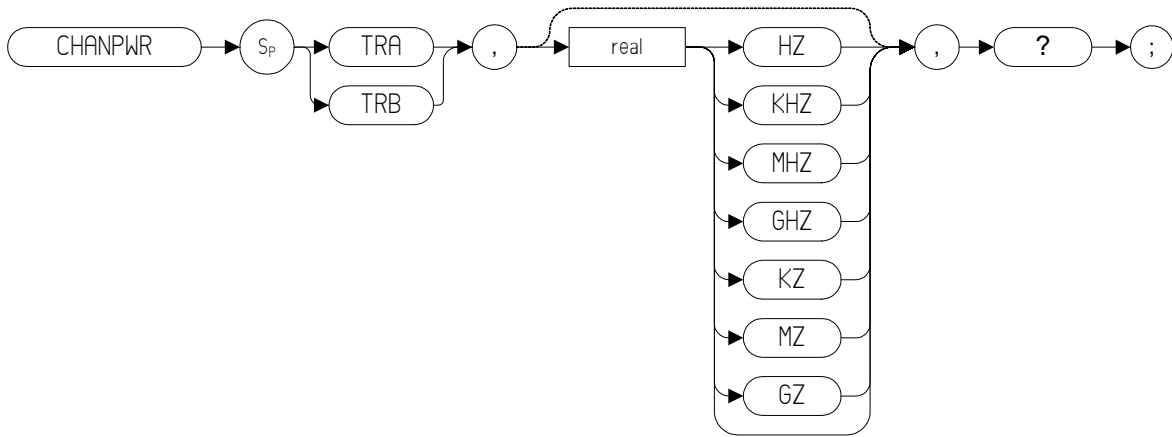 CHANPWR SP TRA , real HZ , ? ;
TRB KHZ
MHZ
GHZ
KZ
MZ
GZ